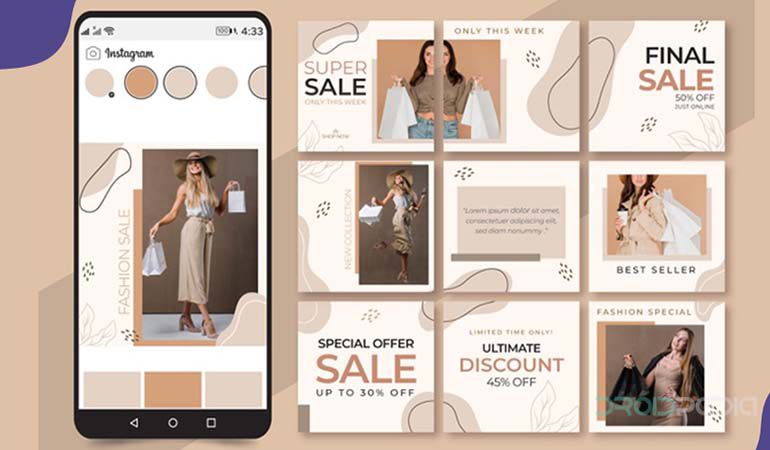 100
4:33
Instagram
FASHION SALE
SUPER
SALE
ONLY THIS WEEK
SHOP NOW
ONLY THIS WEEK
FINAL
SALE
50% OFF
JUST ONLINE
NEW COLLECTION
"Lorem ipsum dolor sit amet,
consectetuer adipiscing elit,
sed diam nonummy ."
BEST SELLER
SPECIAL OFFER
SALE
UP TO 30% OFF
LIMITED TIME ONLY!
ULTIMATE
DISCOUNT
45% OFF
FASHION SPECIAL
DROIDPEDIA